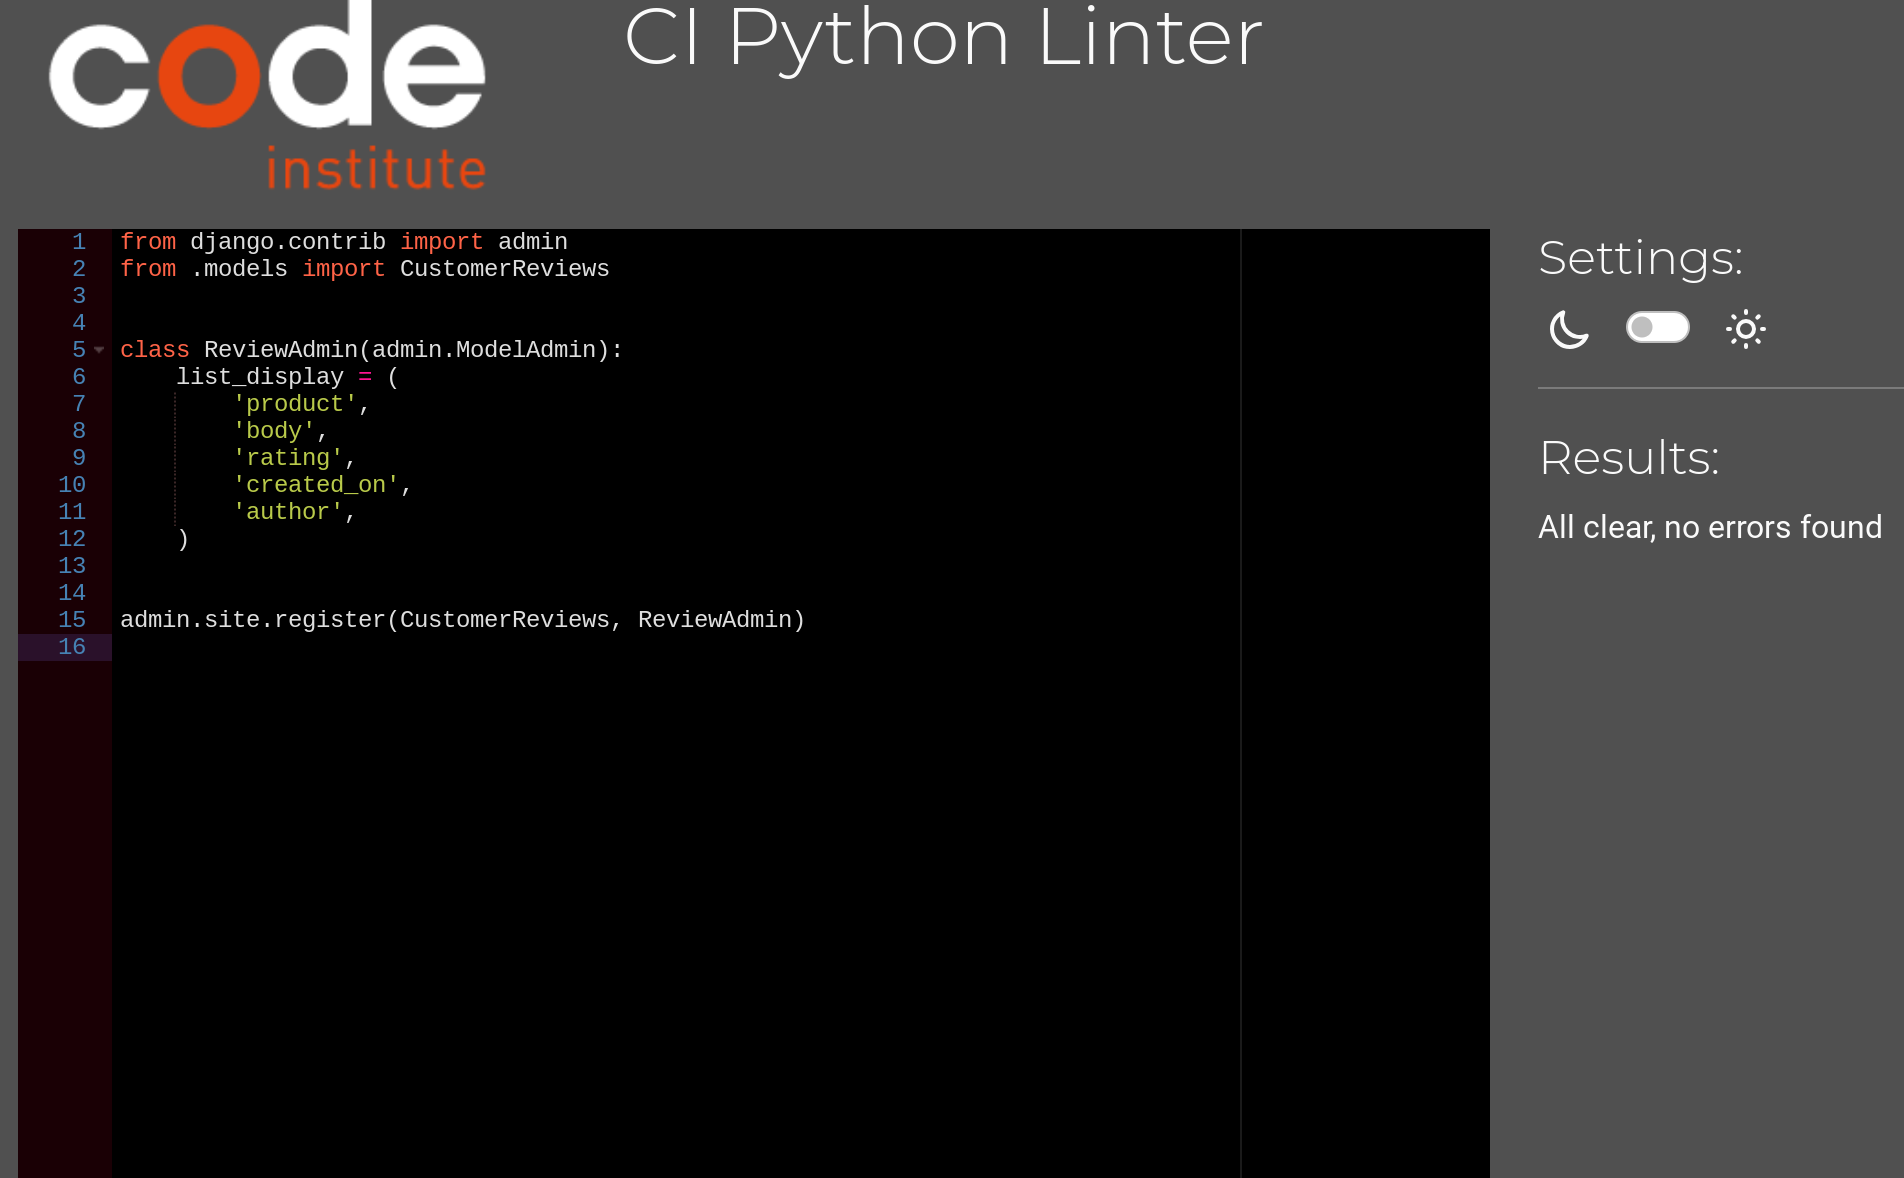 code
institute
CI Python Linter
1 from django.contrib import admin
2 from .models import CustomerReviews
3
4
5 class ReviewAdmin(admin.ModelAdmin):
6     list_display = (
7         'product',
8         'body',
9         'rating',
10         'created_on',
11         'author',
12     )
13
14
15 admin.site.register(CustomerReviews, ReviewAdmin)
16
Settings:
Results:
All clear, no errors found